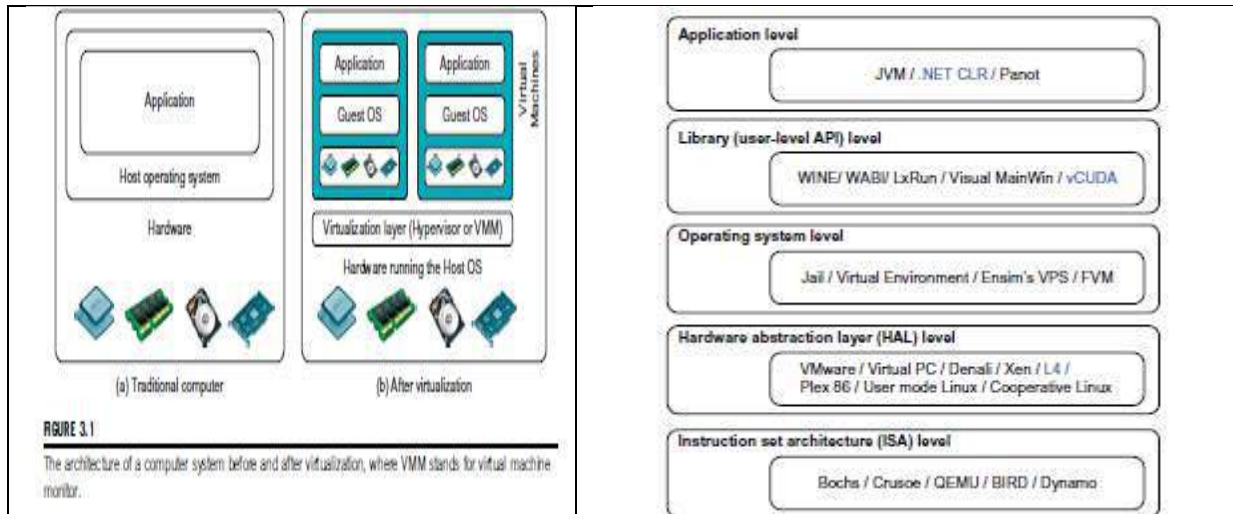 Application
Host operating system
Hardware
(a) Traditional computer
Application
Guest OS
Application
Guest OS
Virtual
Machines
Virtualization layer (Hypervisor or VMM)
Hardware running the Host OS
(b) After virtualization
FIGURE 3.1
The architecture of a computer system before and after virtualization, where VMM stands for virtual machine
monitor.
Application level
JVM / .NET CLR / Panot
Library (user-level API) level
WINE/ WABI/ LxRun / Visual MainWin / vCUDA
Operating system level
Jail / Virtual Environment / Ensim's VPS / FVM
Hardware abstraction layer (HAL) level
VMware / Virtual PC / Denali / Xen / L4 /
Plex 86 / User mode Linux / Cooperative Linux
Instruction set architecture (ISA) level
Bochs / Crusoe / QEMU / BIRD / Dynamo